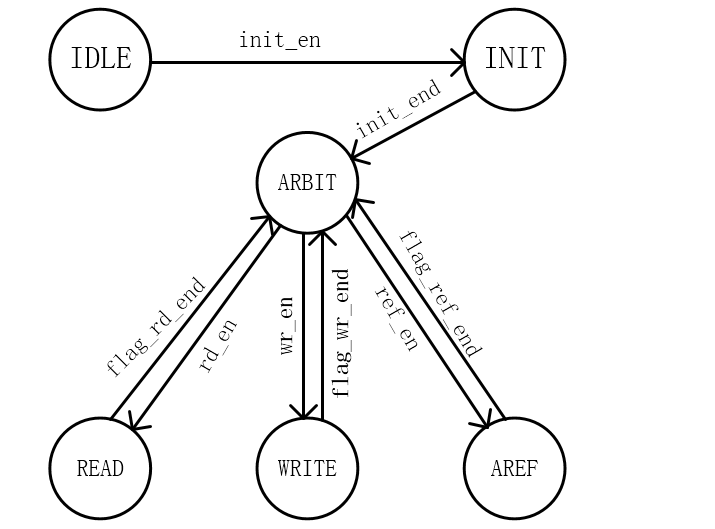 IDLE
init_en
INIT
init_end
ARBIT
flag_rd_end
rd_en
wr_en
flag_wr_end
ref_en
flag_ref_end
READ
WRITE
AREF